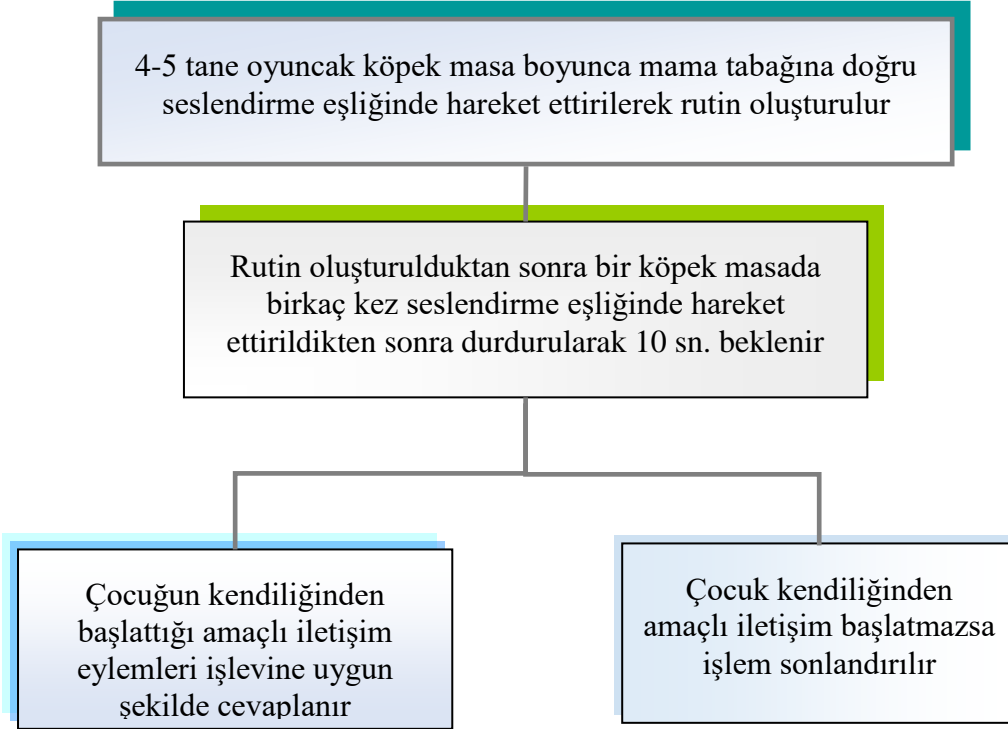 4-5 tane oyuncak köpek masa boyunca mama tabağına doğru
seslendirme eşliğinde hareket ettirilerek rutin oluşturulur
Rutin oluşturulduktan sonra bir köpek masada
birkaç kez seslendirme eşliğinde hareket
ettirildikten sonra durdurularak 10 sn. beklenir
Çocuğun kendiliğinden
başlattığı amaçlı iletişim
eylemleri işlevine uygun
şekilde cevaplanır
Çocuk kendiliğinden
amaçlı iletişim başlatmazsa
işlem sonlandırılır